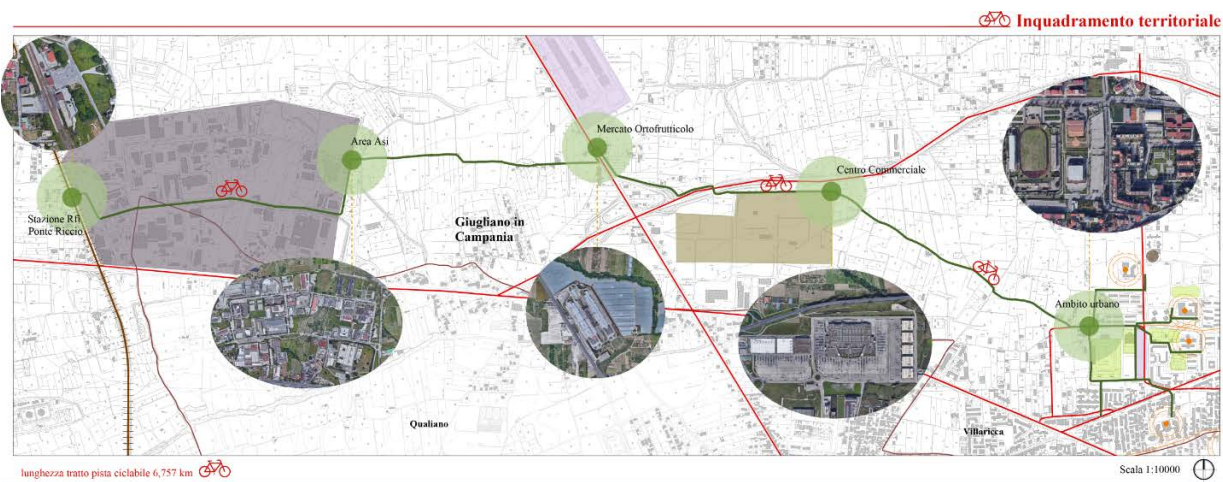 Inquadramento territoriale
Mercato Ortofrutticolo
Area Asi
Centro Commerciale
Stazione Rfi
Ponte Riccio
Giugliano in
Campania
Ambito urbano
Qualiano
Villaricca
lunghezza tratto pista ciclabile 6,757 km
Scala 1:10000